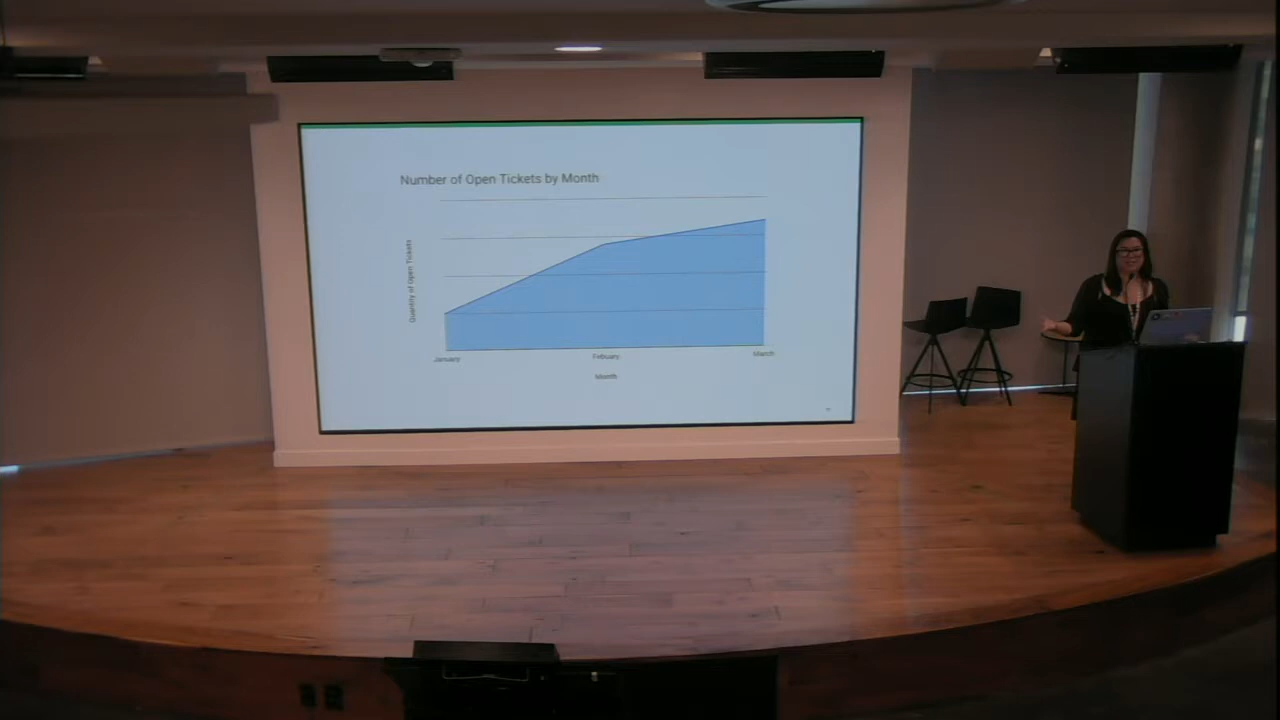 Number of Open Tickets by Month
Quantity of Open Tickets
January
Febuary
March
Month